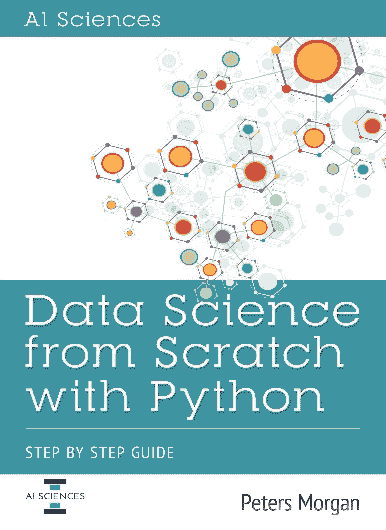 AI Sciences
Data Science
from Scratch
with Python
STEP BY STEP GUIDE
AI SCIENCES
Peters Morgan